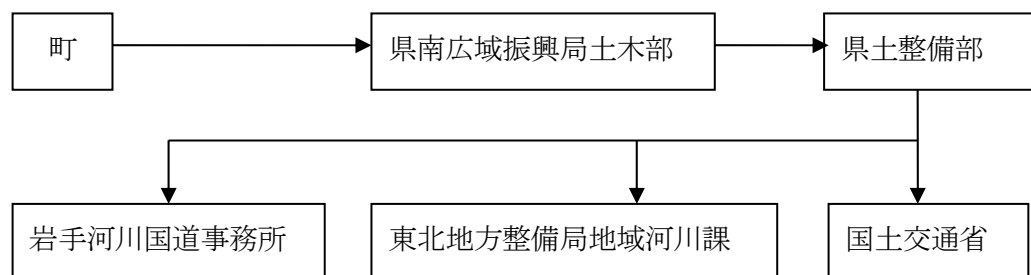 町
県南広域振興局土木部
県土整備部
岩手河川国道事務所
東北地方整備局地域河川課
国土交通省